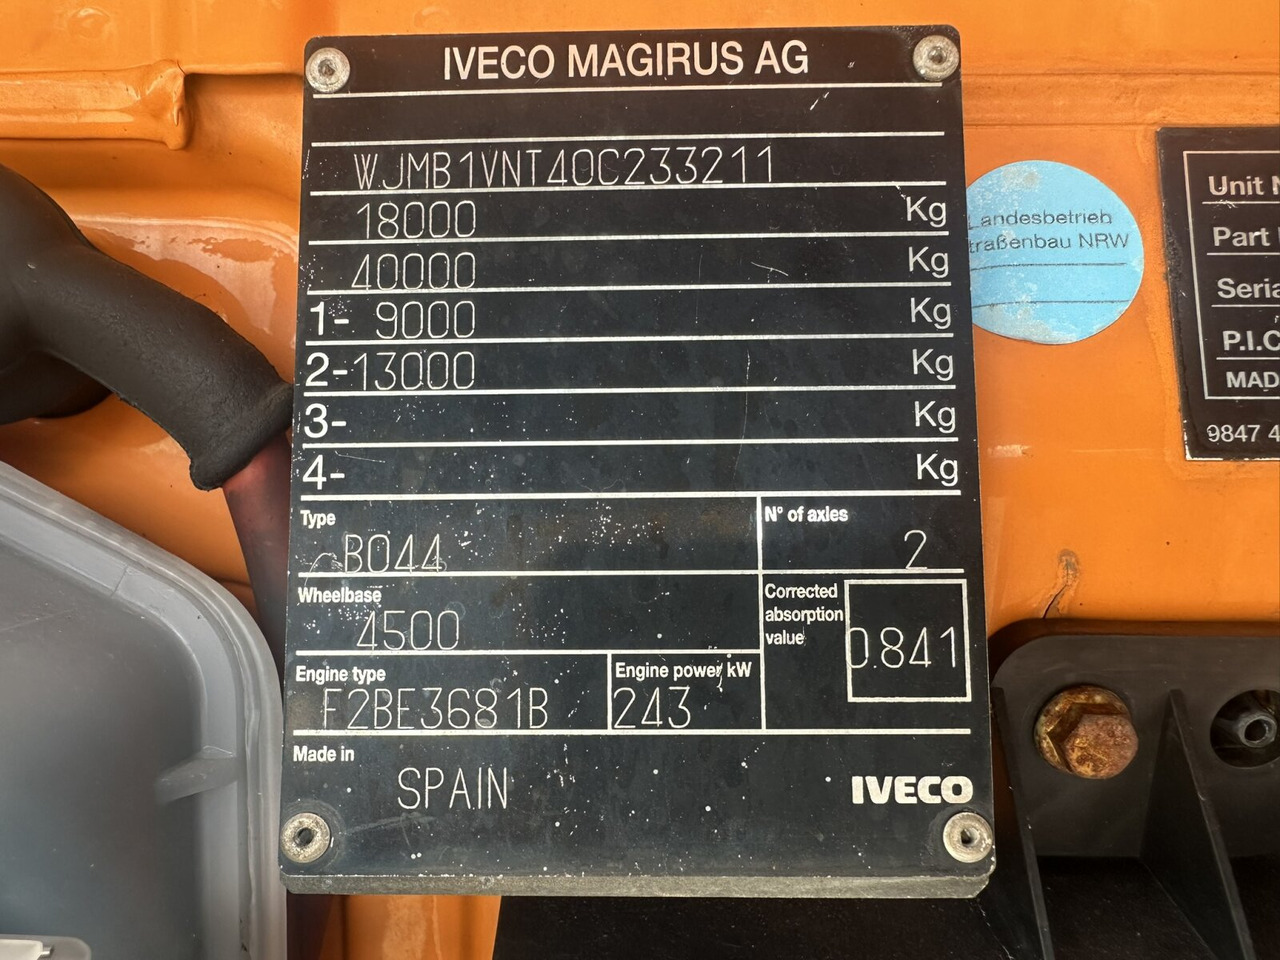 IVECO MAGIRUS AG
WJMB1VNT40C233211
18000 Kg
40000 Kg
1- 9000 Kg
2- 13000 Kg
3- Kg
4- Kg
Type
B044
N° of axles
2
Wheelbase
4500
Corrected
absorption
value
0.841
Engine type
F2BE3681B
Engine power kW
243
Made in
SPAIN
IVECO
Landesbetrieb
traßenbau NRW
Unit
Part
Seria
P.I.C
MAD
9847 4